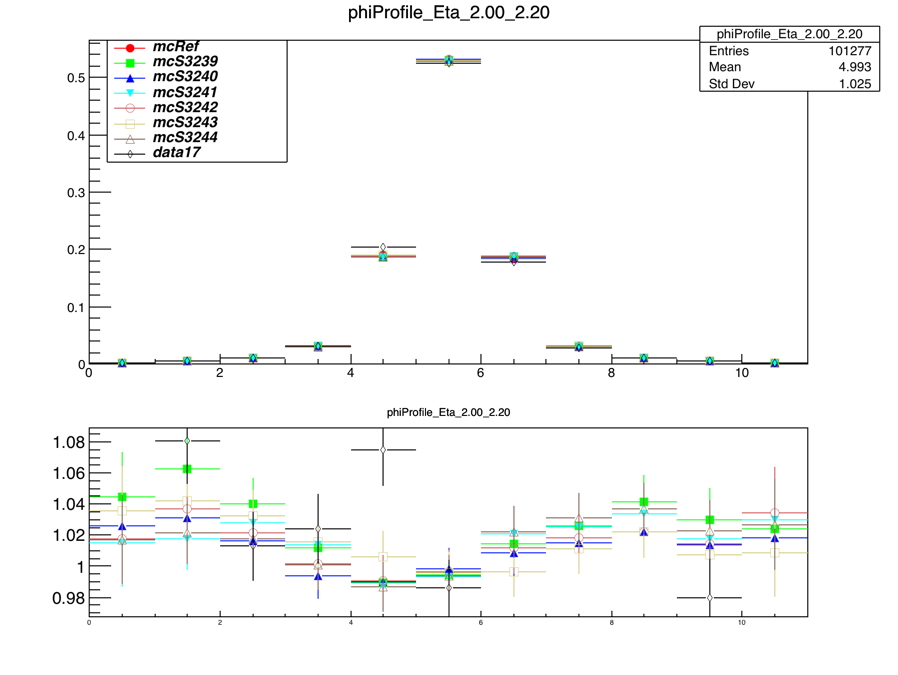 phiProfile_Eta_2.00_2.20
phiProfile_Eta_2.00_2.20
Entries 101277
Mean 4.993
Std Dev 1.025
mcRef
mcS3239
mcS3240
mcS3241
mcS3242
mcS3243
mcS3244
data17
0.5
0.4
0.3
0.2
0.1
0
0 2 4 6 8 10
phiProfile_Eta_2.00_2.20
1.08
1.06
1.04
1.02
1
0.98
0 2 4 6 8 10